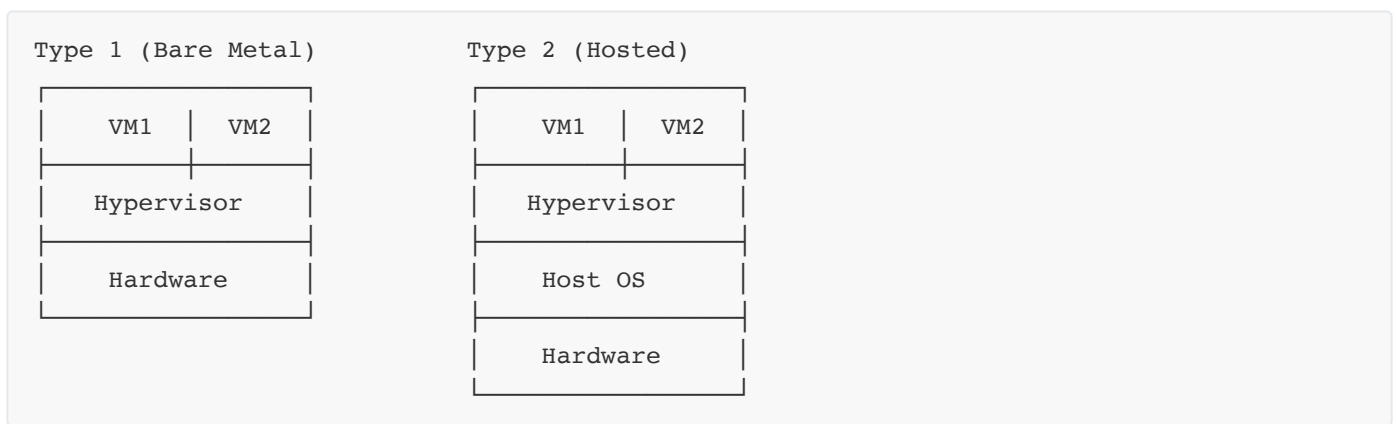 Type 1 (Bare Metal) Type 2 (Hosted)
VM1 VM2 VM1 VM2
Hypervisor Hypervisor
Hardware Host OS
Hardware